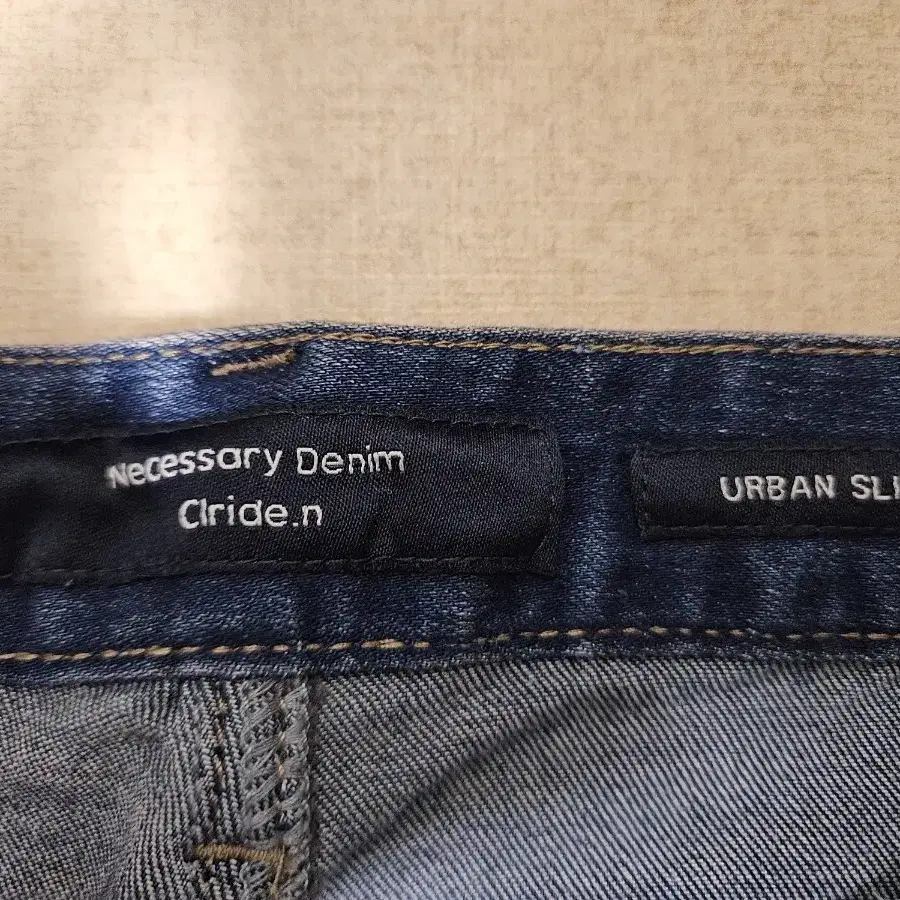 Necessary Denim
Clride.n
URBAN